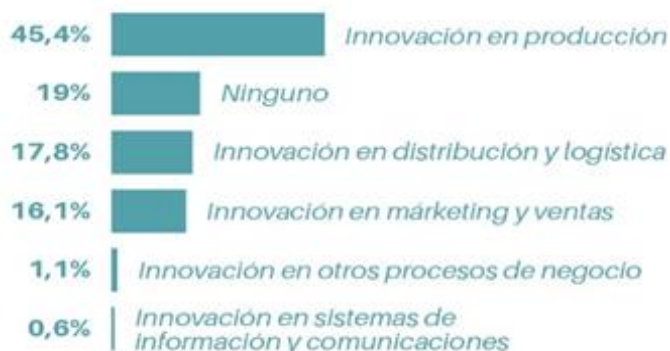 45,4% Innovación en producción
19% Ninguno
17,8% Innovación en distribución y logística
16,1% Innovación en márketing y ventas
1,1% Innovación en otros procesos de negocio
0,6% Innovación en sistemas de
información y comunicaciones